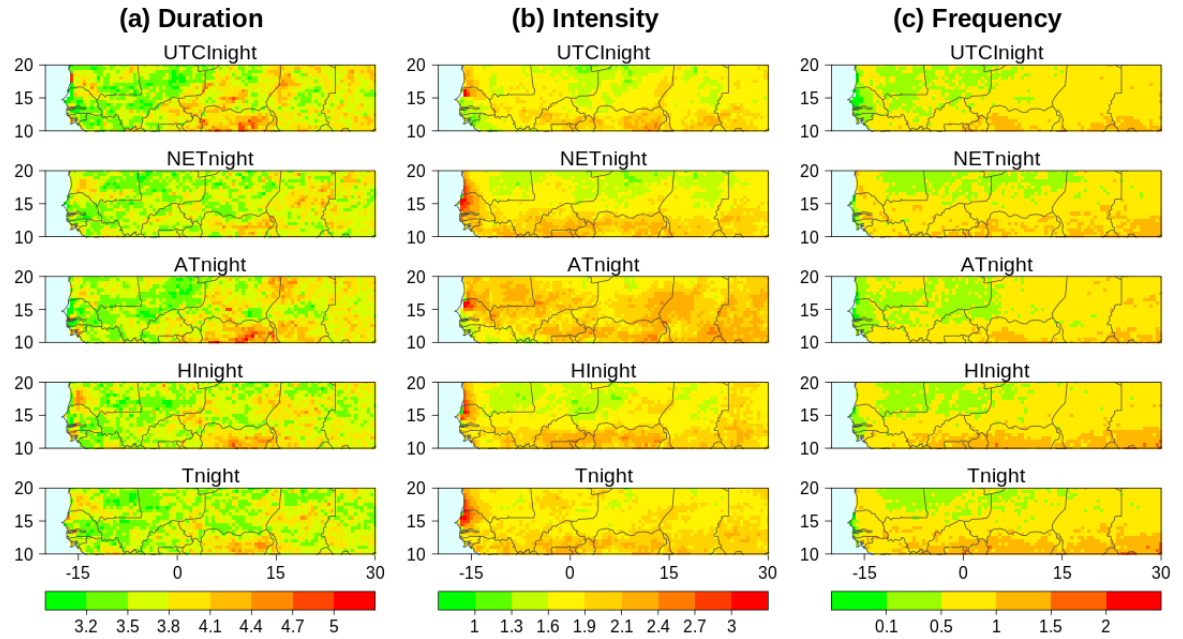 (a) Duration (b) Intensity (c) Frequency
UTCInight UTCInight UTCInight
20 20 20
15 15 15
10 10 10
NETnight NETnight NETnight
20 20 20
15 15 15
10 10 10
ATnight ATnight ATnight
20 20 20
15 15 15
10 10 10
HInight HInight HInight
20 20 20
15 15 15
10 10 10
Tnight Tnight Tnight
20 20 20
15 15 15
10 10 10
-15 0 15 30 -15 0 15 30 -15 0 15 30
3.2 3.5 3.8 4.1 4.4 4.7 5 1 1.3 1.6 1.9 2.1 2.4 2.7 3 0.1 0.5 1 1.5 2